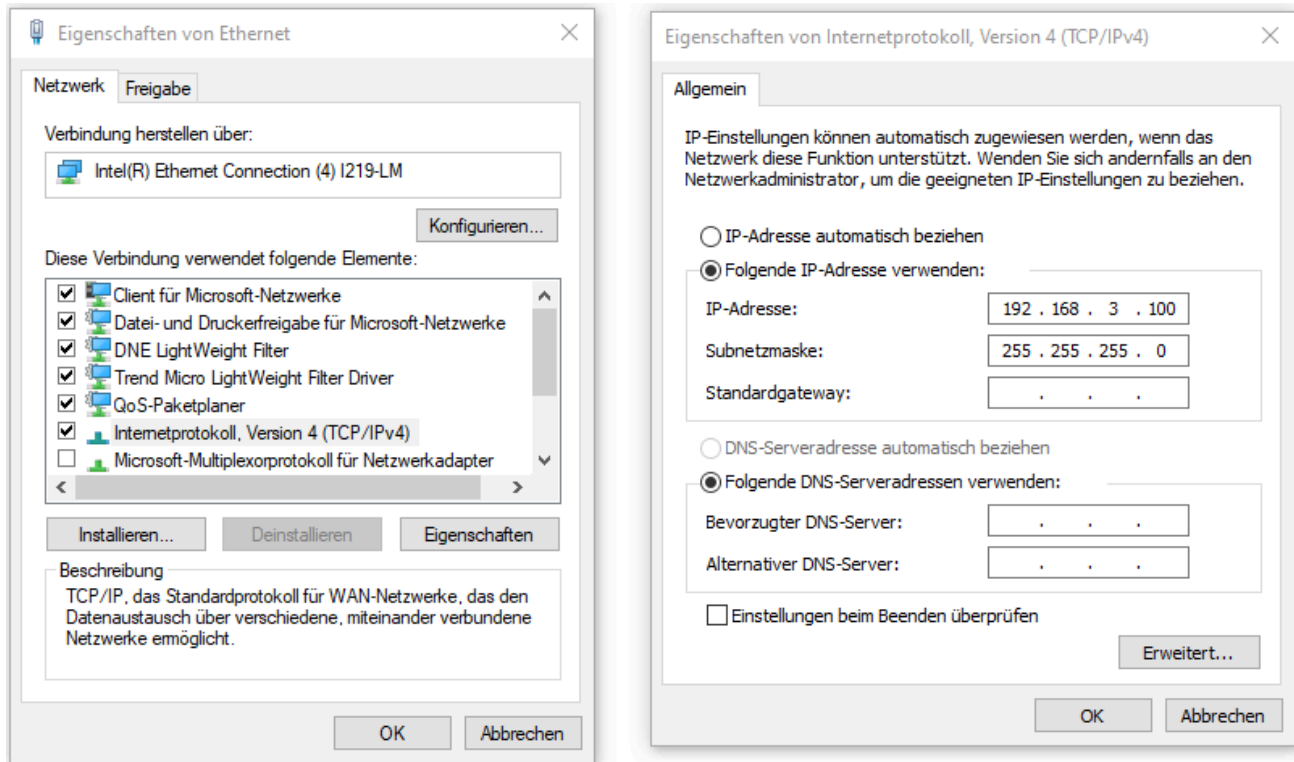 Eigenschaften von Ethernet
Netzwerk
Freigabe
Verbindung herstellen über:
Intel(R) Ethernet Connection (4) I219-LM
Konfigurieren...
Diese Verbindung verwendet folgende Elemente:
Client für Microsoft-Netzwerke
Datei- und Druckerfreigabe für Microsoft-Netzwerke
DNE LightWeight Filter
Trend Micro LightWeight Filter Driver
QoS-Paketplaner
Internetprotokoll, Version 4 (TCP/IPv4)
Microsoft-Multiplexorprotokoll für Netzwerkadapter
Installieren...
Deinstallieren
Eigenschaften
Beschreibung
TCP/IP, das Standardprotokoll für WAN-Netzwerke, das den
Datenaustausch über verschiedene, miteinander verbundene
Netzwerke ermöglicht.
OK
Abbrechen
Eigenschaften von Internetprotokoll, Version 4 (TCP/IPv4)
Allgemein
IP-Einstellungen können automatisch zugewiesen werden, wenn das
Netzwerk diese Funktion unterstützt. Wenden Sie sich andernfalls an den
Netzwerkadministrator, um die geeigneten IP-Einstellungen zu beziehen.
IP-Adresse automatisch beziehen
Folgende IP-Adresse verwenden:
IP-Adresse: 192 . 168 . 3 . 100
Subnetzmaske: 255 . 255 . 255 . 0
Standardgateway: . . .
DNS-Serveradresse automatisch beziehen
Folgende DNS-Serveradressen verwenden:
Bevorzugter DNS-Server: . . .
Alternativer DNS-Server: . . .
Einstellungen beim Beenden überprüfen
Erweitert...
OK
Abbrechen